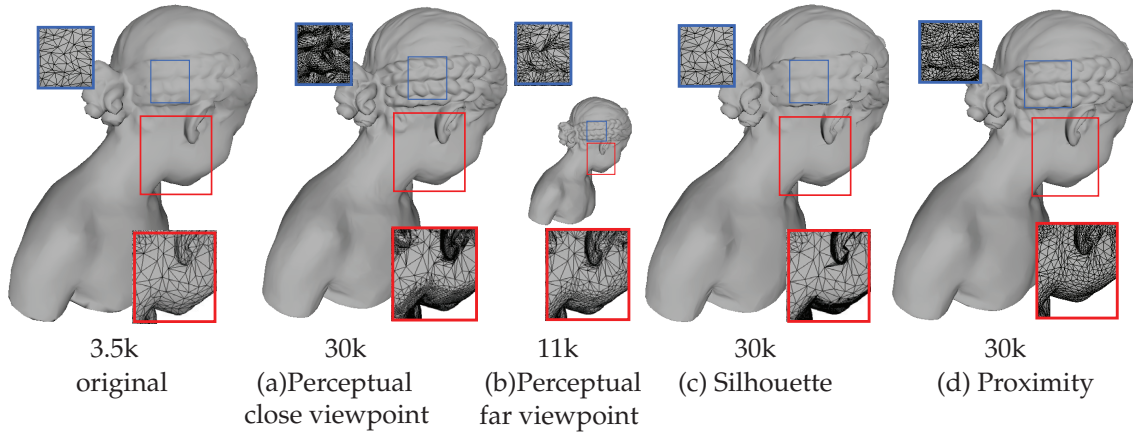 3.5k
original
30k
(a)Perceptual
close viewpoint
11k
(b)Perceptual
far viewpoint
30k
(c) Silhouette
30k
(d) Proximity